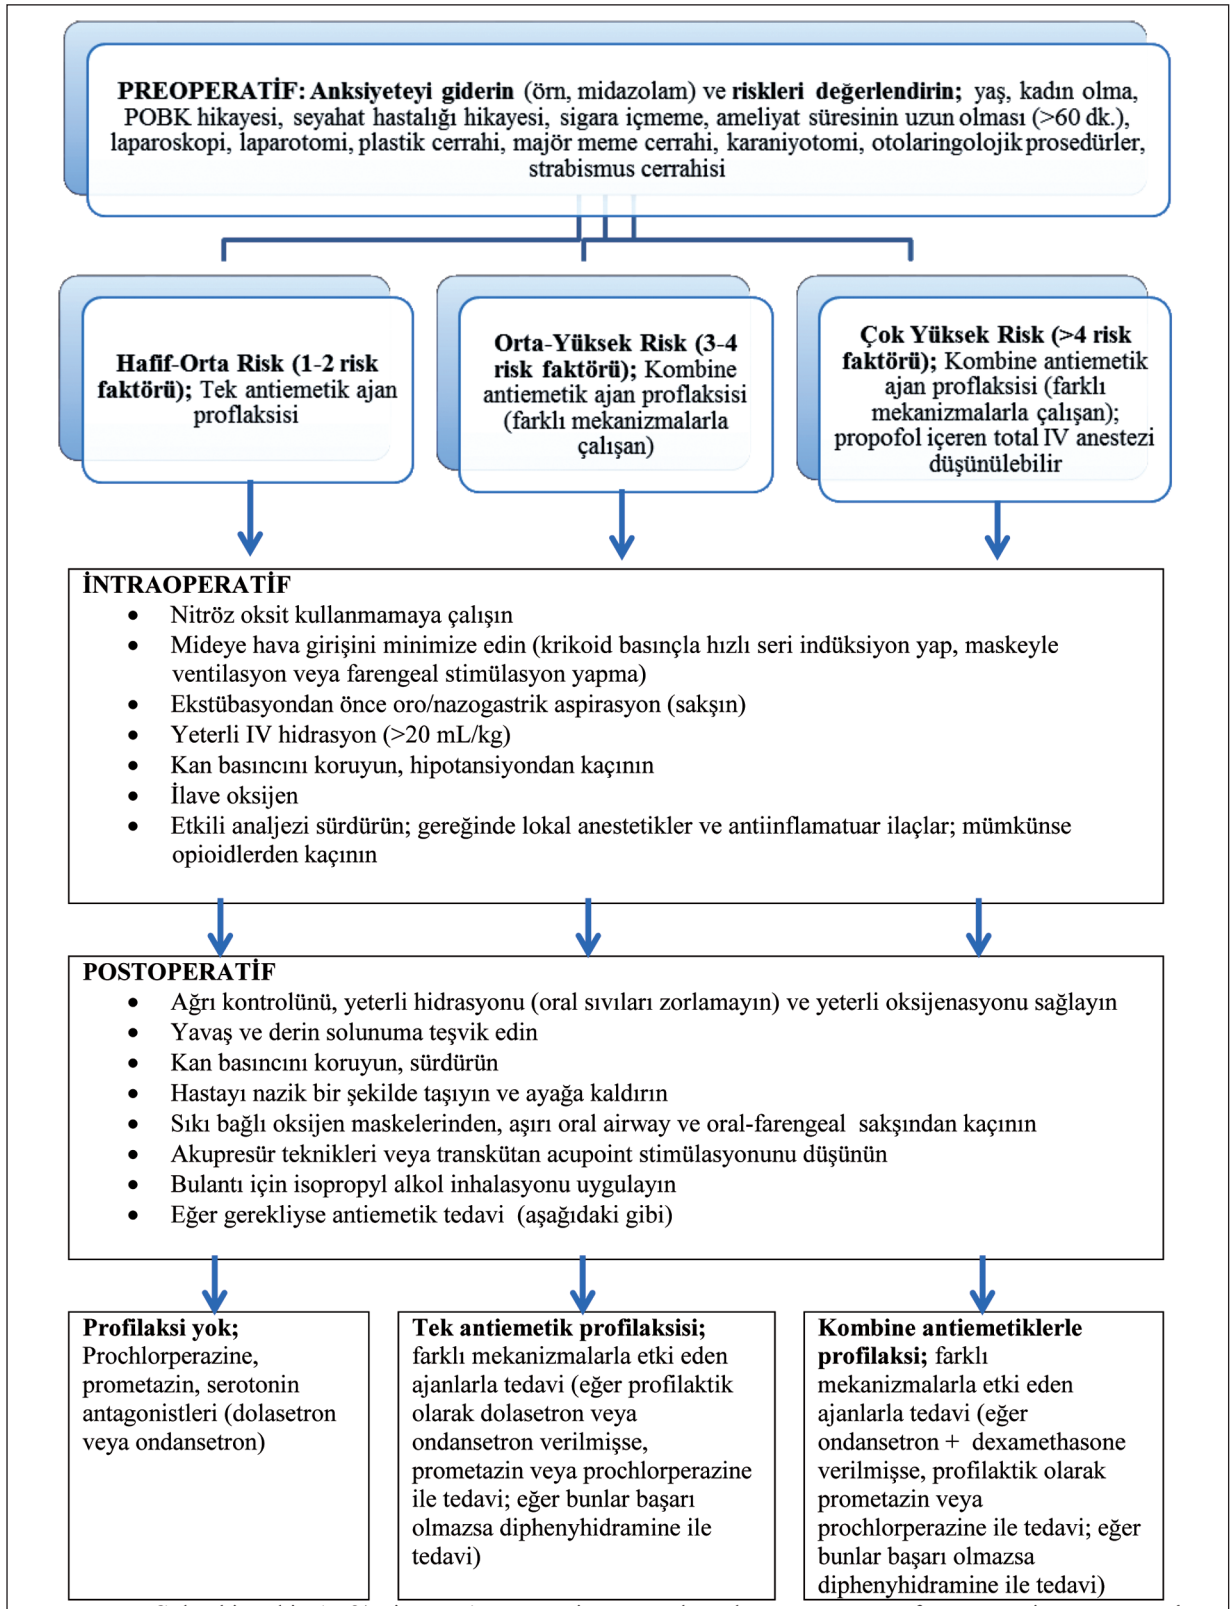 PREOPERATİF: Anksiyeteyi giderin (örn, midazolam) ve riskleri değerlendirin; yaş, kadın olma,
POBK hikayesi, seyahat hastalığı hikayesi, sigara içmeme, ameliyat süresinin uzun olması (>60 dk.),
laparoskopi, laparotomi, plastik cerrahi, majör meme cerrahi, karaniyotomi, otolaringolojik prosedürler,
strabismus cerrahisi
Hafif-Orta Risk (1-2 risk
faktörü); Tek antiemetik ajan
proflaksisi
Orta-Yüksek Risk (3-4
risk faktörü); Kombine
antiemetik ajan proflaksisi
(farklı mekanizmalarla
çalışan)
Çok Yüksek Risk (>4 risk
faktörü); Kombine antiemetik
ajan proflaksisi (farklı
mekanizmalarla çalışan);
propofol içeren total IV anestezi
düşünülebilir
İNTRAOPERATİF
• Nitröz oksit kullanmamaya çalışın
• Mideye hava girişini minimize edin (krikoid basınçla hızlı seri indüksiyon yap, maskeyle
ventilasyon veya farengeal stimülasyon yapma)
• Ekstübasyondan önce oro/nazogastrik aspirasyon (sakşın)
• Yeterli IV hidrasyon (>20 mL/kg)
• Kan basıncını koruyun, hipotansiyondan kaçının
• İlave oksijen
• Etkili analjezi sürdürün; gereğinde lokal anestetikler ve antiinflamatuar ilaçlar; mümkünse
opioidlerden kaçının
POSTOPERATİF
• Ağrı kontrolünü, yeterli hidrasyonu (oral sıvıları zorlamayın) ve yeterli oksijenasyonu sağlayın
• Yavaş ve derin solunuma teşvik edin
• Kan basıncını koruyun, sürdürün
• Hastayı nazik bir şekilde taşıyın ve ayağa kaldırın
• Sıkı bağlı oksijen maskelerinden, aşırı oral airway ve oral-farengeal sakşından kaçının
• Akupresür teknikleri veya transkütan acupoint stimülasyonunu düşünün
• Bulantı için isopropyl alkol inhalasyonu uygulayın
• Eğer gerekliyse antiemetik tedavi (aşağıdaki gibi)
Profilaksi yok;
Prochlorperazine,
prometazin, serotonin
antagonistleri (dolasetron
veya ondansetron)
Tek antiemetik profilaksisi;
farklı mekanizmalarla etki eden
ajanlarla tedavi (eğer profilaktik
olarak dolasetron veya
ondansetron verilmişse,
prometazin veya prochlorperazine
ile tedavi; eğer bunlar başarı
olmazsa diphenyhidramine ile
tedavi)
Kombine antiemetiklerle
profilaksi; farklı
mekanizmalarla etki eden
ajanlarla tedavi (eğer
ondansetron + dexamethasone
verilmişse, profilaktik olarak
prometazin veya
prochlorperazine ile tedavi; eğer
bunlar başarı olmazsa
diphenyhidramine ile tedavi)